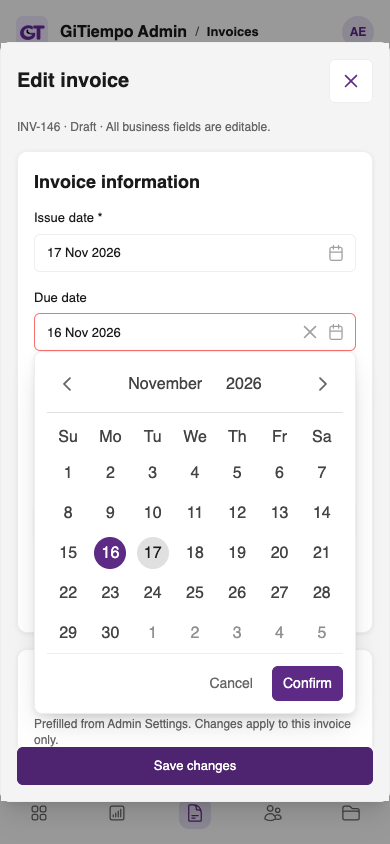 GT GiTiempo Admin / Invoices AE
Edit invoice
INV-146 · Draft · All business fields are editable.
Invoice information
Issue date *
17 Nov 2026
Due date
16 Nov 2026
November 2026
Su Mo Tu We Th Fr Sa
1 2 3 4 5 6 7
8 9 10 11 12 13 14
15 16 17 18 19 20 21
22 23 24 25 26 27 28
29 30 1 2 3 4 5
Cancel Confirm
Prefilled from Admin Settings. Changes apply to this invoice
only.
Save changes